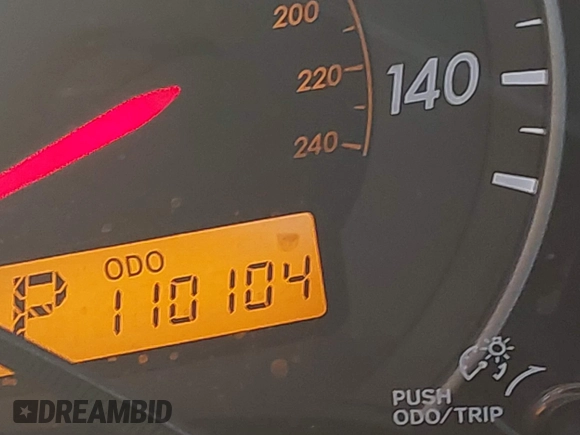 200
220
240
140
ODO
P 110104
PUSH
ODO/TRIP
DREAMBID